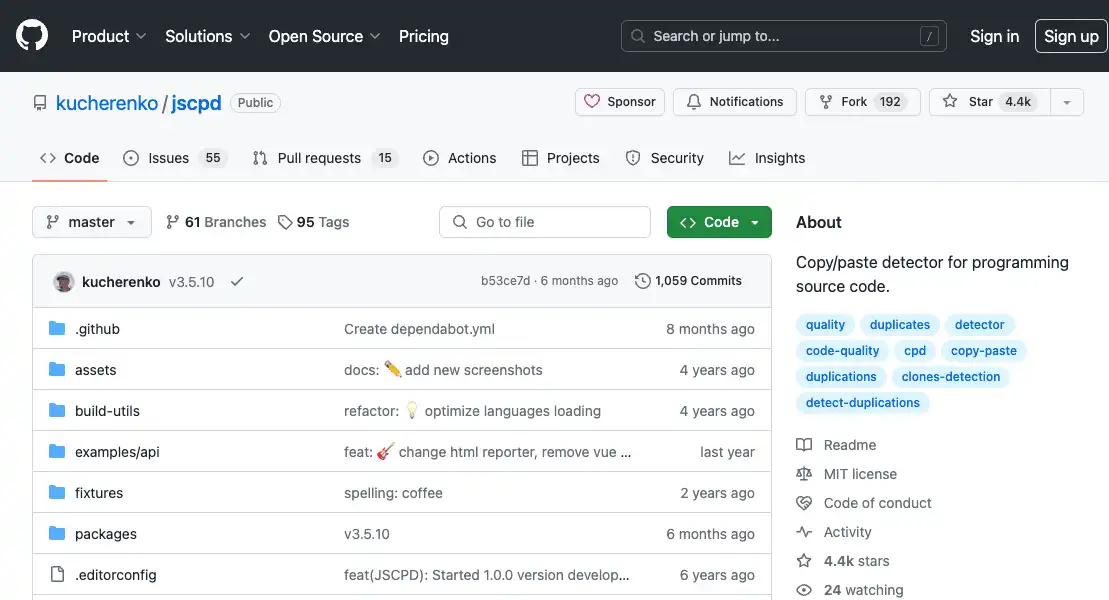 Product Solutions Open Source Pricing Search or jump to... / Sign in Sign up
kucherenko / jscpd Public Sponsor Notifications Fork 192 Star 4.4k
Code Issues 55 Pull requests 15 Actions Projects Security Insights
master 61 Branches 95 Tags Go to file Code
kucherenko v3.5.10 b53ce7d · 6 months ago 1,059 Commits
.github Create dependabot.yml 8 months ago
assets docs: ✏️ add new screenshots 4 years ago
build-utils refactor: 💡 optimize languages loading 4 years ago
examples/api feat: 🎸 change html reporter, remove vue ... last year
fixtures spelling: coffee 2 years ago
packages v3.5.10 6 months ago
.editorconfig feat(JSCPD): Started 1.0.0 version develop... 6 years ago
About
Copy/paste detector for programming
source code.
quality duplicates detector
code-quality cpd copy-paste
duplications clones-detection
detect-duplications
Readme
MIT license
Code of conduct
Activity
4.4k stars
24 watching